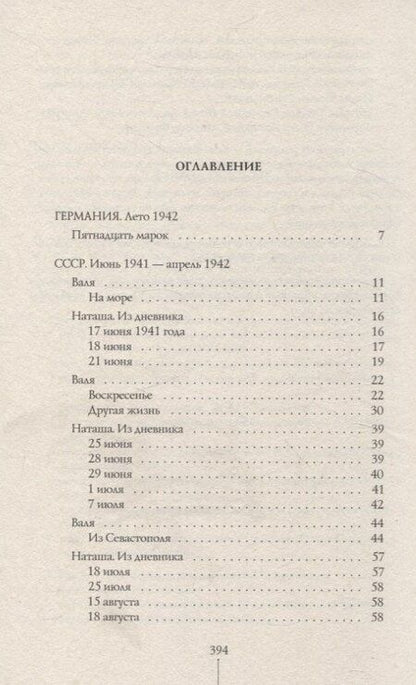 ОГЛАВЛЕНИЕ
ГЕРМАНИЯ. Лето 1942
Пятнадцать марок . . . . . . . . . . . . . . . . . . . . 7
СССР. Июнь 1941 — апрель 1942
Валя . . . . . . . . . . . . . . . . . . . . 11
На море . . . . . . . . . . . . . . . . . . . . 11
Наташа. Из дневника . . . . . . . . . . . . . . . . . . . . 16
17 июня 1941 года . . . . . . . . . . . . . . . . . . . . 16
18 июня . . . . . . . . . . . . . . . . . . . . 17
21 июня . . . . . . . . . . . . . . . . . . . . 19
Валя . . . . . . . . . . . . . . . . . . . . 22
Воскресенье . . . . . . . . . . . . . . . . . . . . 22
Другая жизнь . . . . . . . . . . . . . . . . . . . . 30
Наташа. Из дневника . . . . . . . . . . . . . . . . . . . . 39
25 июня . . . . . . . . . . . . . . . . . . . . 39
28 июня . . . . . . . . . . . . . . . . . . . . 39
29 июня . . . . . . . . . . . . . . . . . . . . 40
1 июля . . . . . . . . . . . . . . . . . . . . 41
7 июля . . . . . . . . . . . . . . . . . . . . 42
Валя . . . . . . . . . . . . . . . . . . . . 44
Из Севастополя . . . . . . . . . . . . . . . . . . . . 44
Наташа. Из дневника . . . . . . . . . . . . . . . . . . . . 57
18 июля . . . . . . . . . . . . . . . . . . . . 57
25 июля . . . . . . . . . . . . . . . . . . . . 58
15 августа . . . . . . . . . . . . . . . . . . . . 58
18 августа . . . . . . . . . . . . . . . . . . . . 58
394